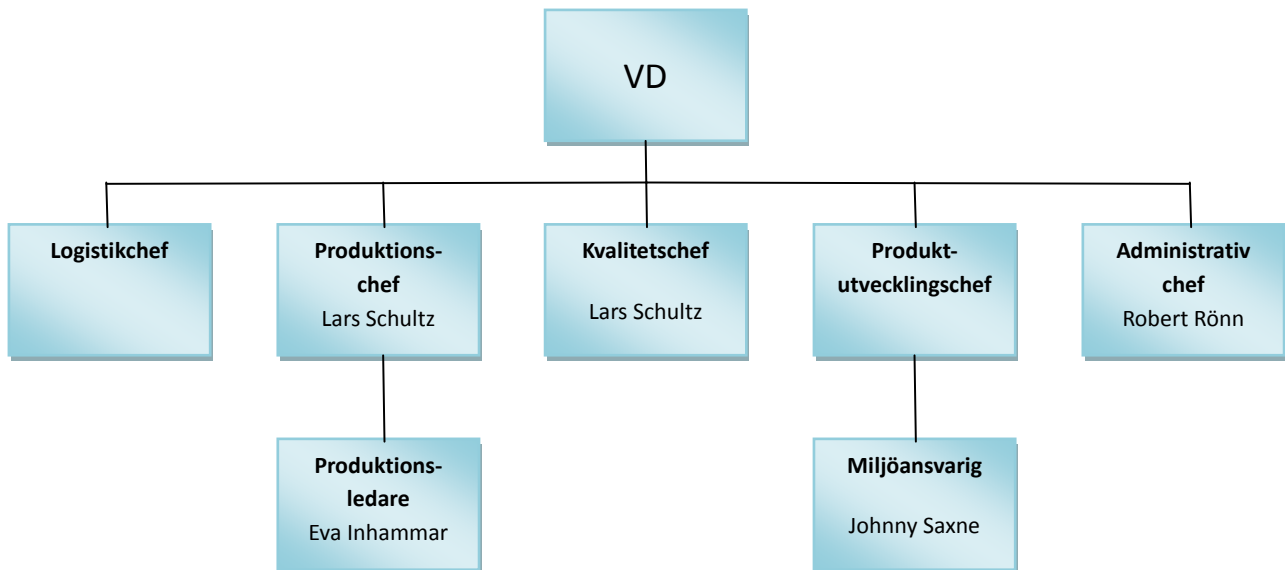 VD
Logistikchef
Produktions-
chef
Lars Schultz
Kvalitetschef
Lars Schultz
Produkt-
utvecklingschef
Administrativ
chef
Robert Rönn
Produktions-
ledare
Eva Inhammar
Miljöansvarig
Johnny Saxne